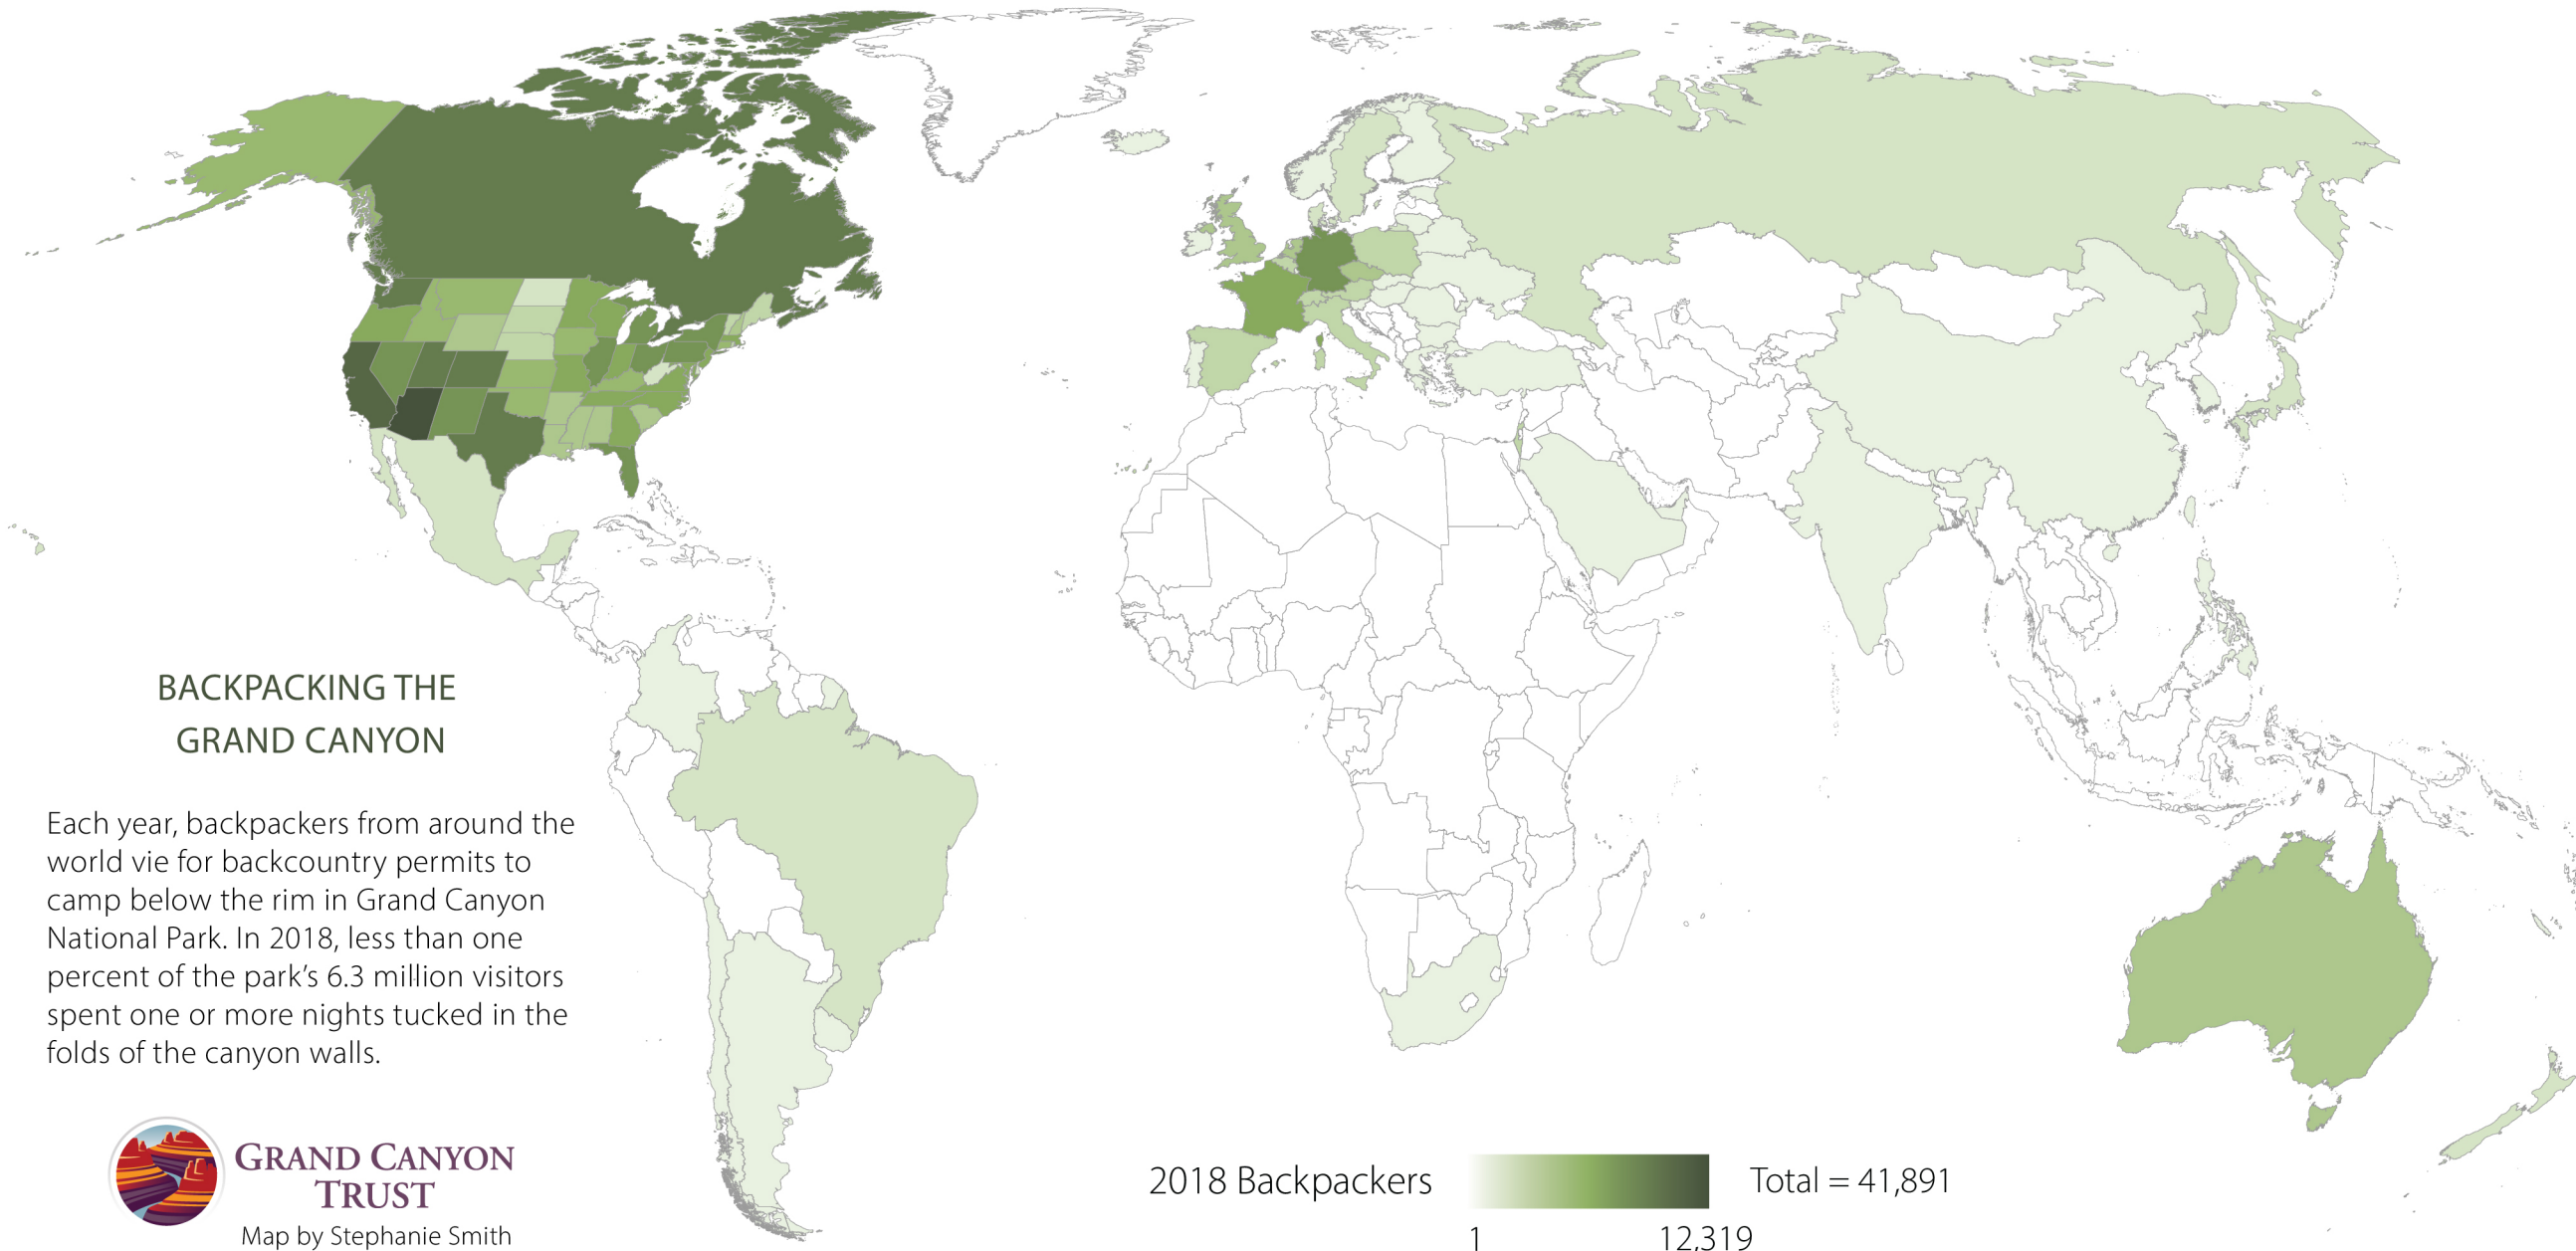 BACKPACKING THE
GRAND CANYON
Each year, backpackers from around the
world vie for backcountry permits to
camp below the rim in Grand Canyon
National Park. In 2018, less than one
percent of the park’s 6.3 million visitors
spent one or more nights tucked in the
folds of the canyon walls.
GRAND CANYON
TRUST
Map by Stephanie Smith
2018 Backpackers
Total = 41,891
1
12,319